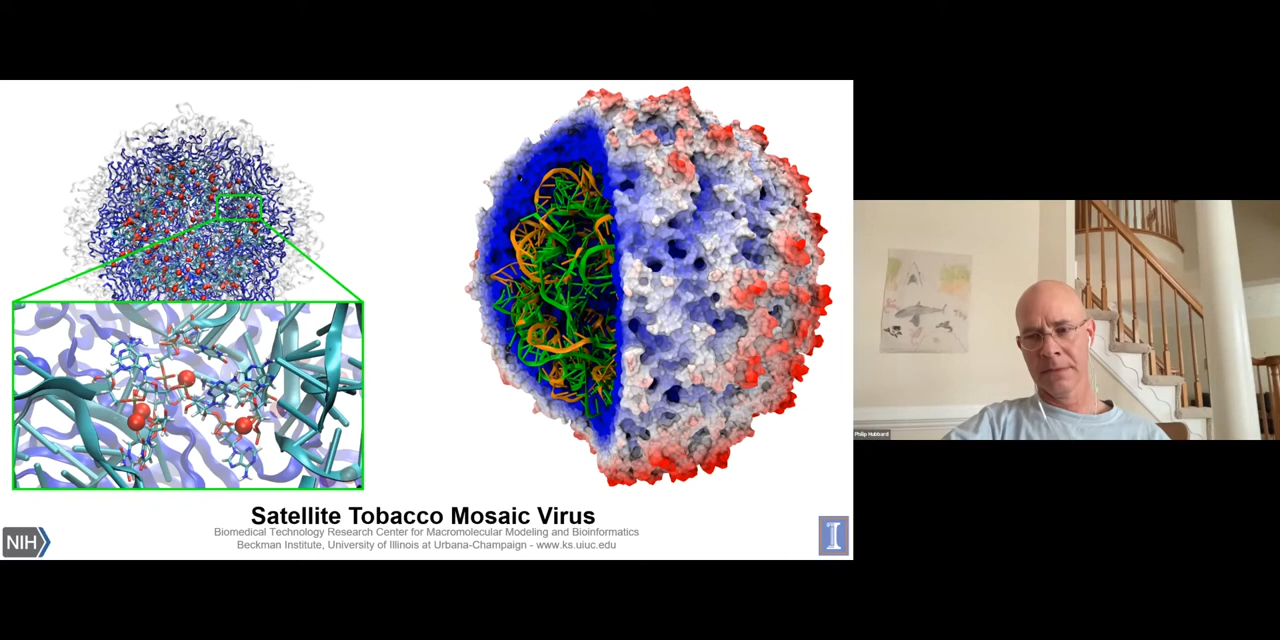 Satellite Tobacco Mosaic Virus
Biomedical Technology Research Center for Macromolecular Modeling and Bioinformatics
Beckman Institute, University of Illinois at Urbana-Champaign - www.ks.uiuc.edu
NIH
I
Philip Hubbard